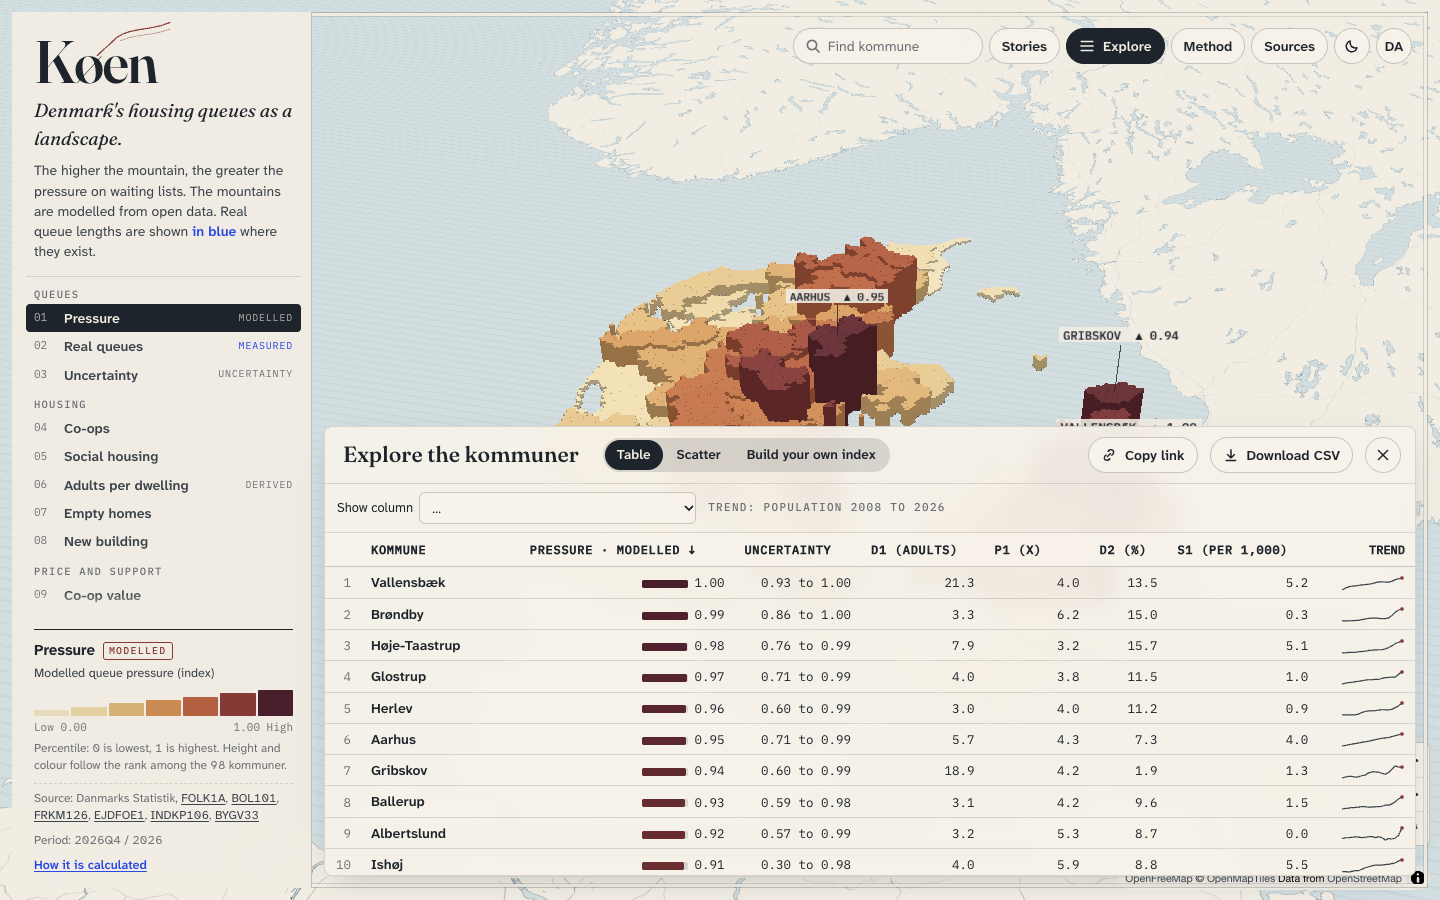 Køen
Denmark's housing queues as a
landscape.
The higher the mountain, the greater the
pressure on waiting lists. The mountains
are modelled from open data. Real
queue lengths are shown in blue where
they exist.
QUEUES
01 Pressure MODELLED
02 Real queues MEASURED
03 Uncertainty UNCERTAINTY
HOUSING
04 Co-ops
05 Social housing
06 Adults per dwelling DERIVED
07 Empty homes
08 New building
PRICE AND SUPPORT
09 Co-op value
Pressure MODELLED
Modelled queue pressure (index)
Low 0.00 1.00 High
Percentile: 0 is lowest, 1 is highest. Height and
colour follow the rank among the 98 kommuner.
Source: Danmarks Statistik, FOLK1A, BOL101,
FRKM126, EJDFOE1, INDKP106, BYGV33
Period: 2026Q4 / 2026
How it is calculated
Find kommune Stories Explore Method Sources DA
AARHUS ▲ 0.95
GRIBSKOV ▲ 0.94
Explore the kommuner Table Scatter Build your own index Copy link Download CSV
Show column ... TREND: POPULATION 2008 TO 2026
KOMMUNE PRESSURE · MODELLED ↓ UNCERTAINTY D1 (ADULTS) P1 (X) D2 (%) S1 (PER 1,000) TREND
1 Vallensbæk 1.00 0.93 to 1.00 21.3 4.0 13.5 5.2
2 Brøndby 0.99 0.86 to 1.00 3.3 6.2 15.0 0.3
3 Høje-Taastrup 0.98 0.76 to 0.99 7.9 3.2 15.7 5.1
4 Glostrup 0.97 0.71 to 0.99 4.0 3.8 11.5 1.0
5 Herlev 0.96 0.60 to 0.99 3.0 4.0 11.2 0.9
6 Aarhus 0.95 0.71 to 0.99 5.7 4.3 7.3 4.0
7 Gribskov 0.94 0.60 to 0.99 18.9 4.2 1.9 1.3
8 Ballerup 0.93 0.59 to 0.98 3.1 4.2 9.6 1.5
9 Albertslund 0.92 0.57 to 0.99 3.2 5.3 8.7 0.0
10 Ishøj 0.91 0.30 to 0.98 4.0 5.9 8.8 5.5
OpenFreeMap © OpenMapTiles Data from OpenStreetMap